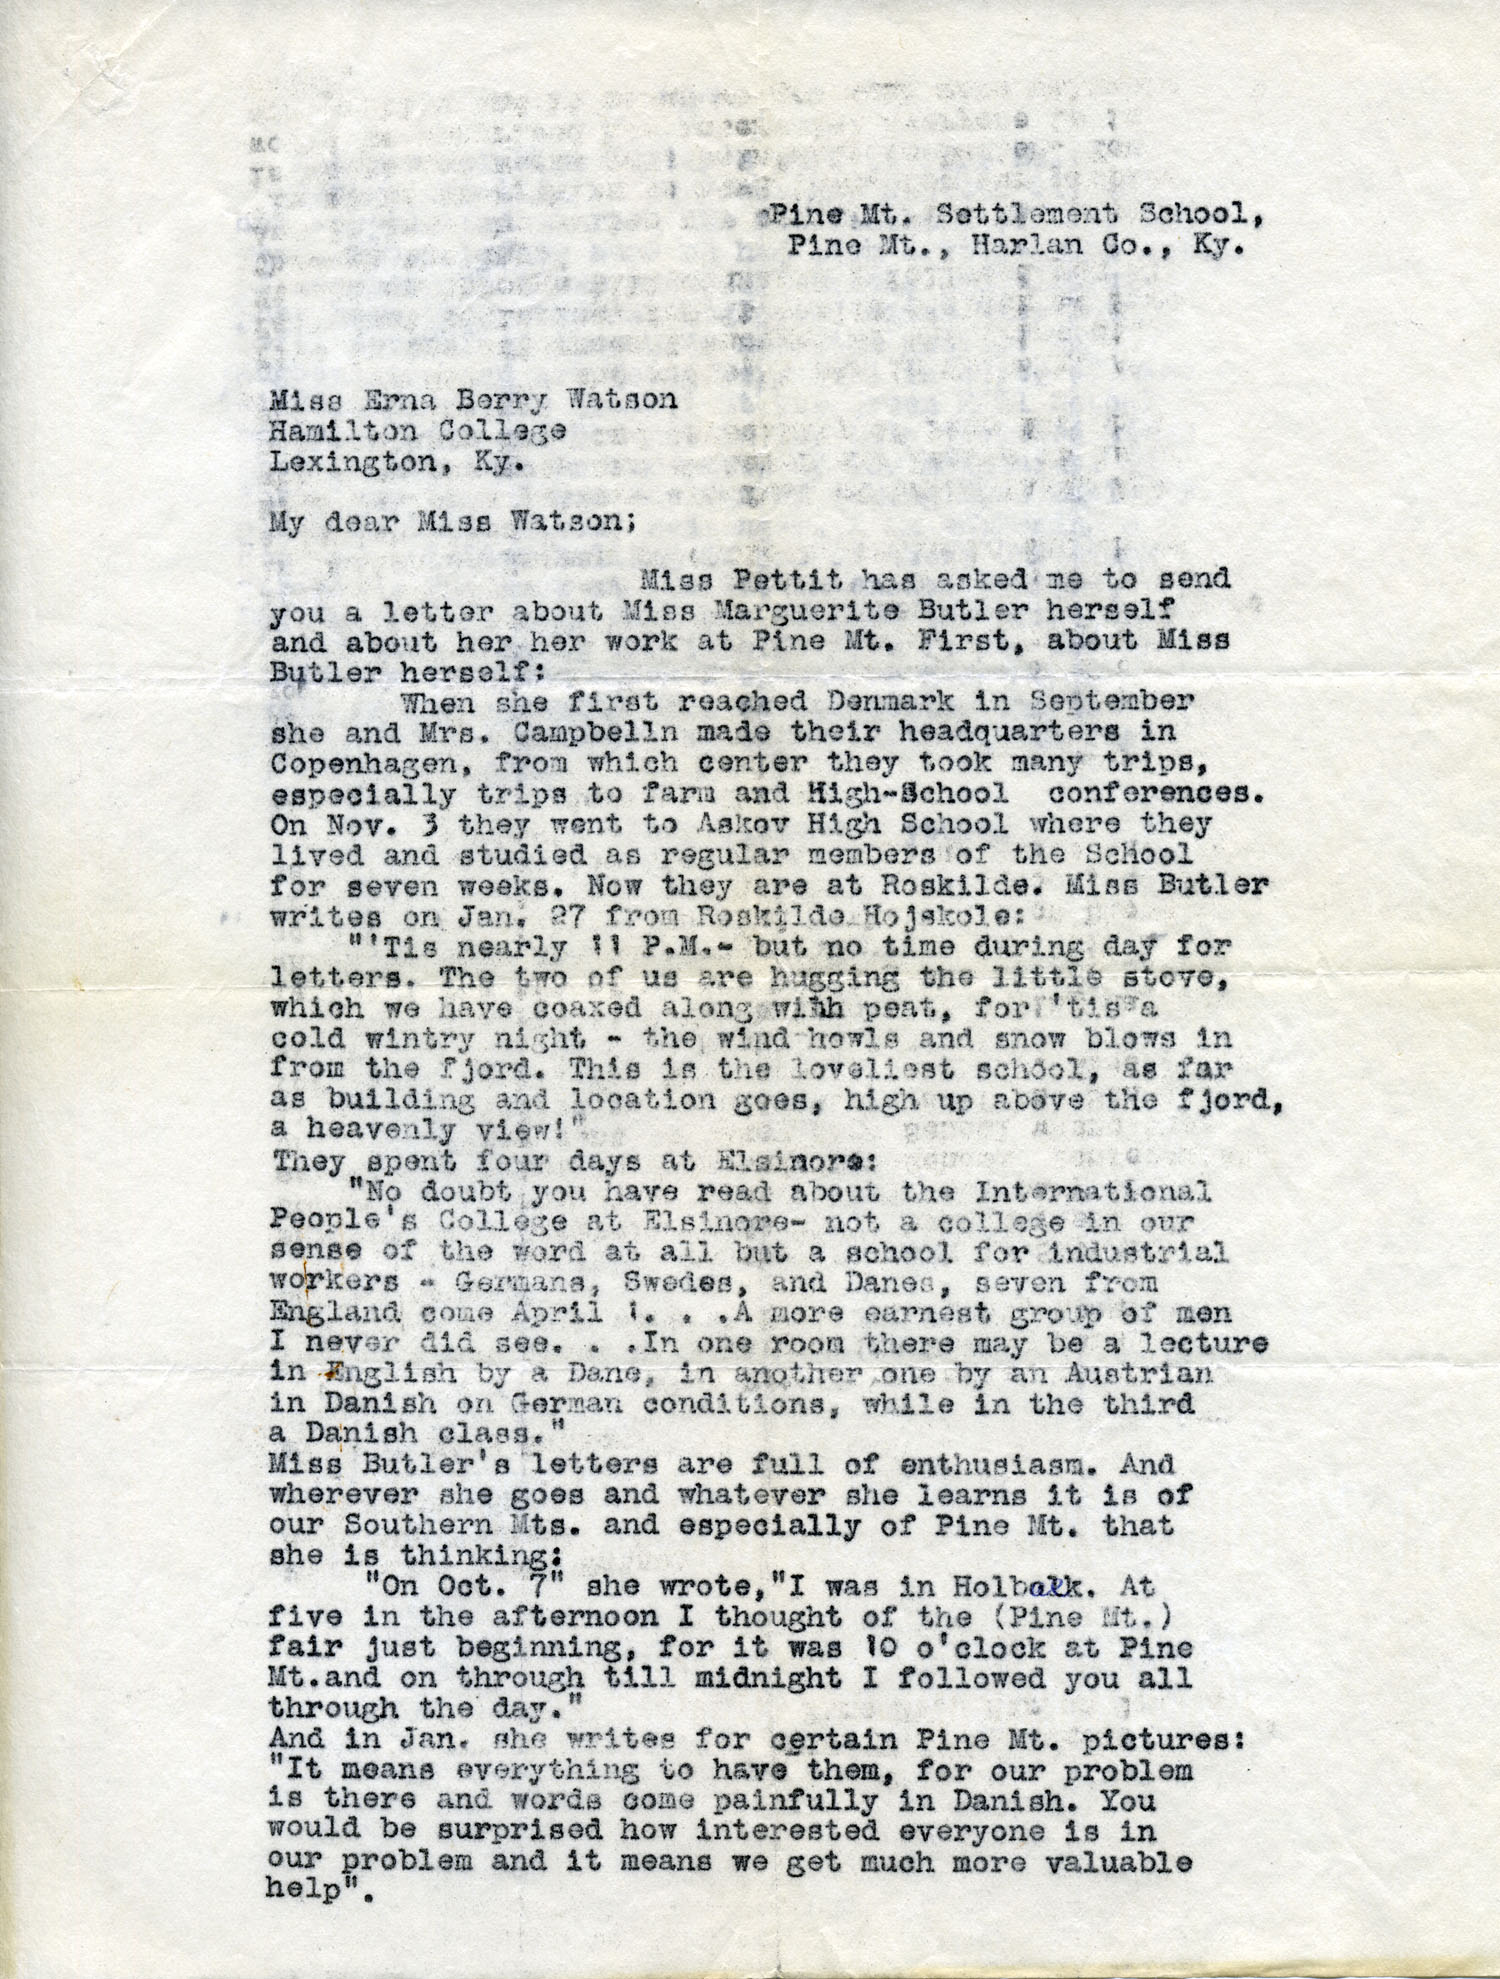 Pine Mt. Settlement School,
Pine Mt., Harlan Co., Ky.
Miss Erna Berry Watson
Hamilton College
Lexington, Ky.
My dear Miss Watson;
Miss Pettit has asked me to send
you a letter about Miss Marguerite Butler herself
and about her her work at Pine Mt. First, about Miss
Butler herself:
When she first reached Denmark in September
she and Mrs. Campbelln made their headquarters in
Copenhagen, from which center they took many trips,
especially trips to farm and High-School conferences.
On Nov. 3 they went to Askov High School where they
lived and studied as regular members of the School
for seven weeks. Now they are at Roskilde. Miss Butler
writes on Jan. 27 from Roskilde Hojskole:
"'Tis nearly 11 P.M.- but no time during day for
letters. The two of us are hugging the little stove,
which we have coaxed along with peat, for 'tis a
cold wintry night - the wind howls and snow blows in
from the fjord. This is the loveliest school, as far
as building and location goes, high up above the fjord,
a heavenly view!"
They spent four days at Elsinore:
"No doubt you have read about the International
People's College at Elsinore- not a college in our
sense of the word at all but a school for industrial
workers - Germans, Swedes, and Danes, seven from
England come April 1. . .A more earnest group of men
I never did see. . .In one room there may be a lecture
in English by a Dane, in another one by an Austrian
in Danish on German conditions, while in the third
a Danish class."
Miss Butler's letters are full of enthusiasm. And
wherever she goes and whatever she learns it is of
our Southern Mts. and especially of Pine Mt. that
she is thinking:
"On Oct. 7" she wrote,"I was in Holbaek. At
five in the afternoon I thought of the (Pine Mt.)
fair just beginning, for it was 10 o'clock at Pine
Mt.and on through till midnight I followed you all
through the day."
And in Jan. she writes for certain Pine Mt. pictures:
"It means everything to have them, for our problem
is there and words come painfully in Danish. You
would be surprised how interested everyone is in
our problem and it means we get much more valuable
help".